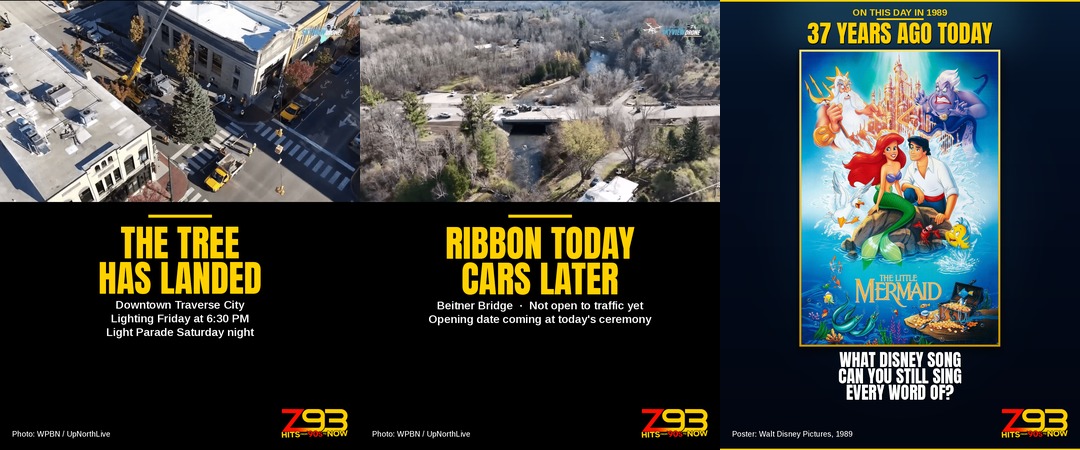 SKYVIEW DRONE
THE TREE
HAS LANDED
Downtown Traverse City
Lighting Friday at 6:30 PM
Light Parade Saturday night
Z93
HITS 90s NOW
Photo: WPBN / UpNorthLive
SKYVIEW DRONE
RIBBON TODAY
CARS LATER
Beitner Bridge · Not open to traffic yet
Opening date coming at today's ceremony
Z93
HITS 90s NOW
Photo: WPBN / UpNorthLive
ON THIS DAY IN 1989
37 YEARS AGO TODAY
THE LITTLE
MERMAID
WHAT DISNEY SONG
CAN YOU STILL SING
EVERY WORD OF?
Z93
HITS 90s NOW
Poster: Walt Disney Pictures, 1989